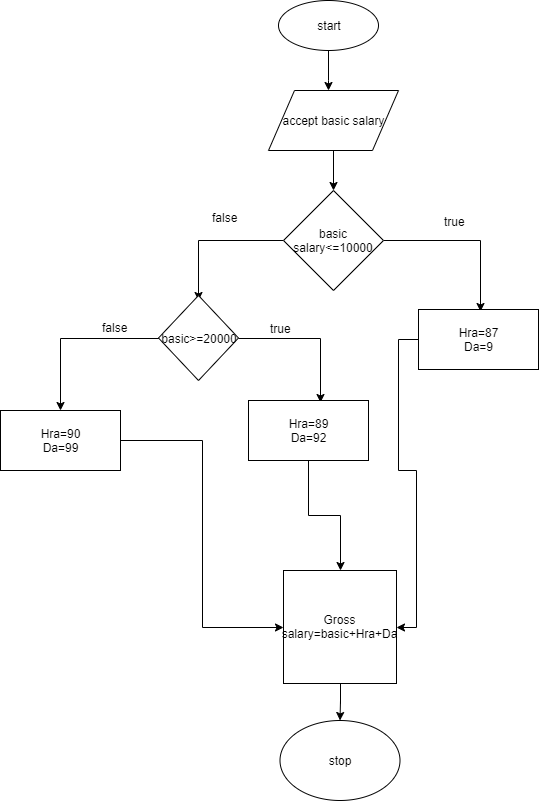 start
accept basic salary
basic
salary<=10000
false
true
basic>=20000
false
true
Hra=87
Da=9
Hra=90
Da=99
Hra=89
Da=92
Gross
salary=basic+Hra+Da
stop